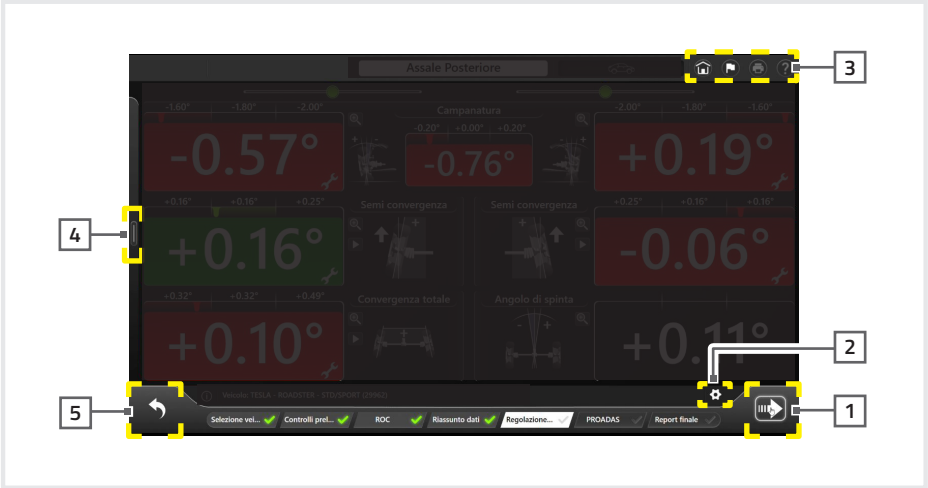 Assale Posteriore
3
?
-1.60° -1.80° -2.00°
Campanatura
-2.00° -1.80° -1.60°
-0.20° +0.00° +0.20°
-0.57°
-0.76°
+0.19°
+0.16° +0.16° +0.25°
Semi convergenza
Semi convergenza
+0.25° +0.16° +0.16°
4
+0.16°
-0.06°
+0.32° +0.32° +0.49°
Convergenza totale
Angolo di spinta
+0.10°
+0.11°
2
Veicolo: TESLA - ROADSTER - STD/SPORT (29962)
5
1
Selezione vei... Controlli prel... ROC Riassunto dati Regolazione... PROADAS Report finale